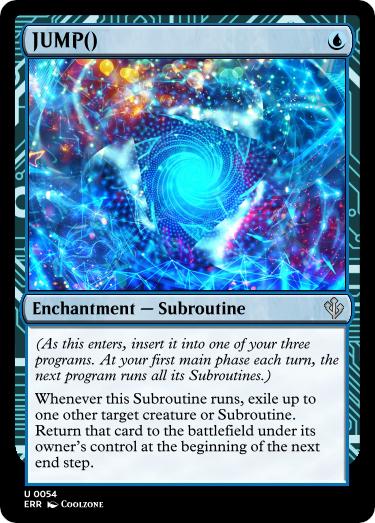 JUMP()
Enchantment — Subroutine
(As this enters, insert it into one of your three
programs. At your first main phase each turn, the
next program runs all its Subroutines.)
Whenever this Subroutine runs, exile up to
one other target creature or Subroutine.
Return that card to the battlefield under its
owner's control at the beginning of the next
end step.
U 0054
ERR Coolzone